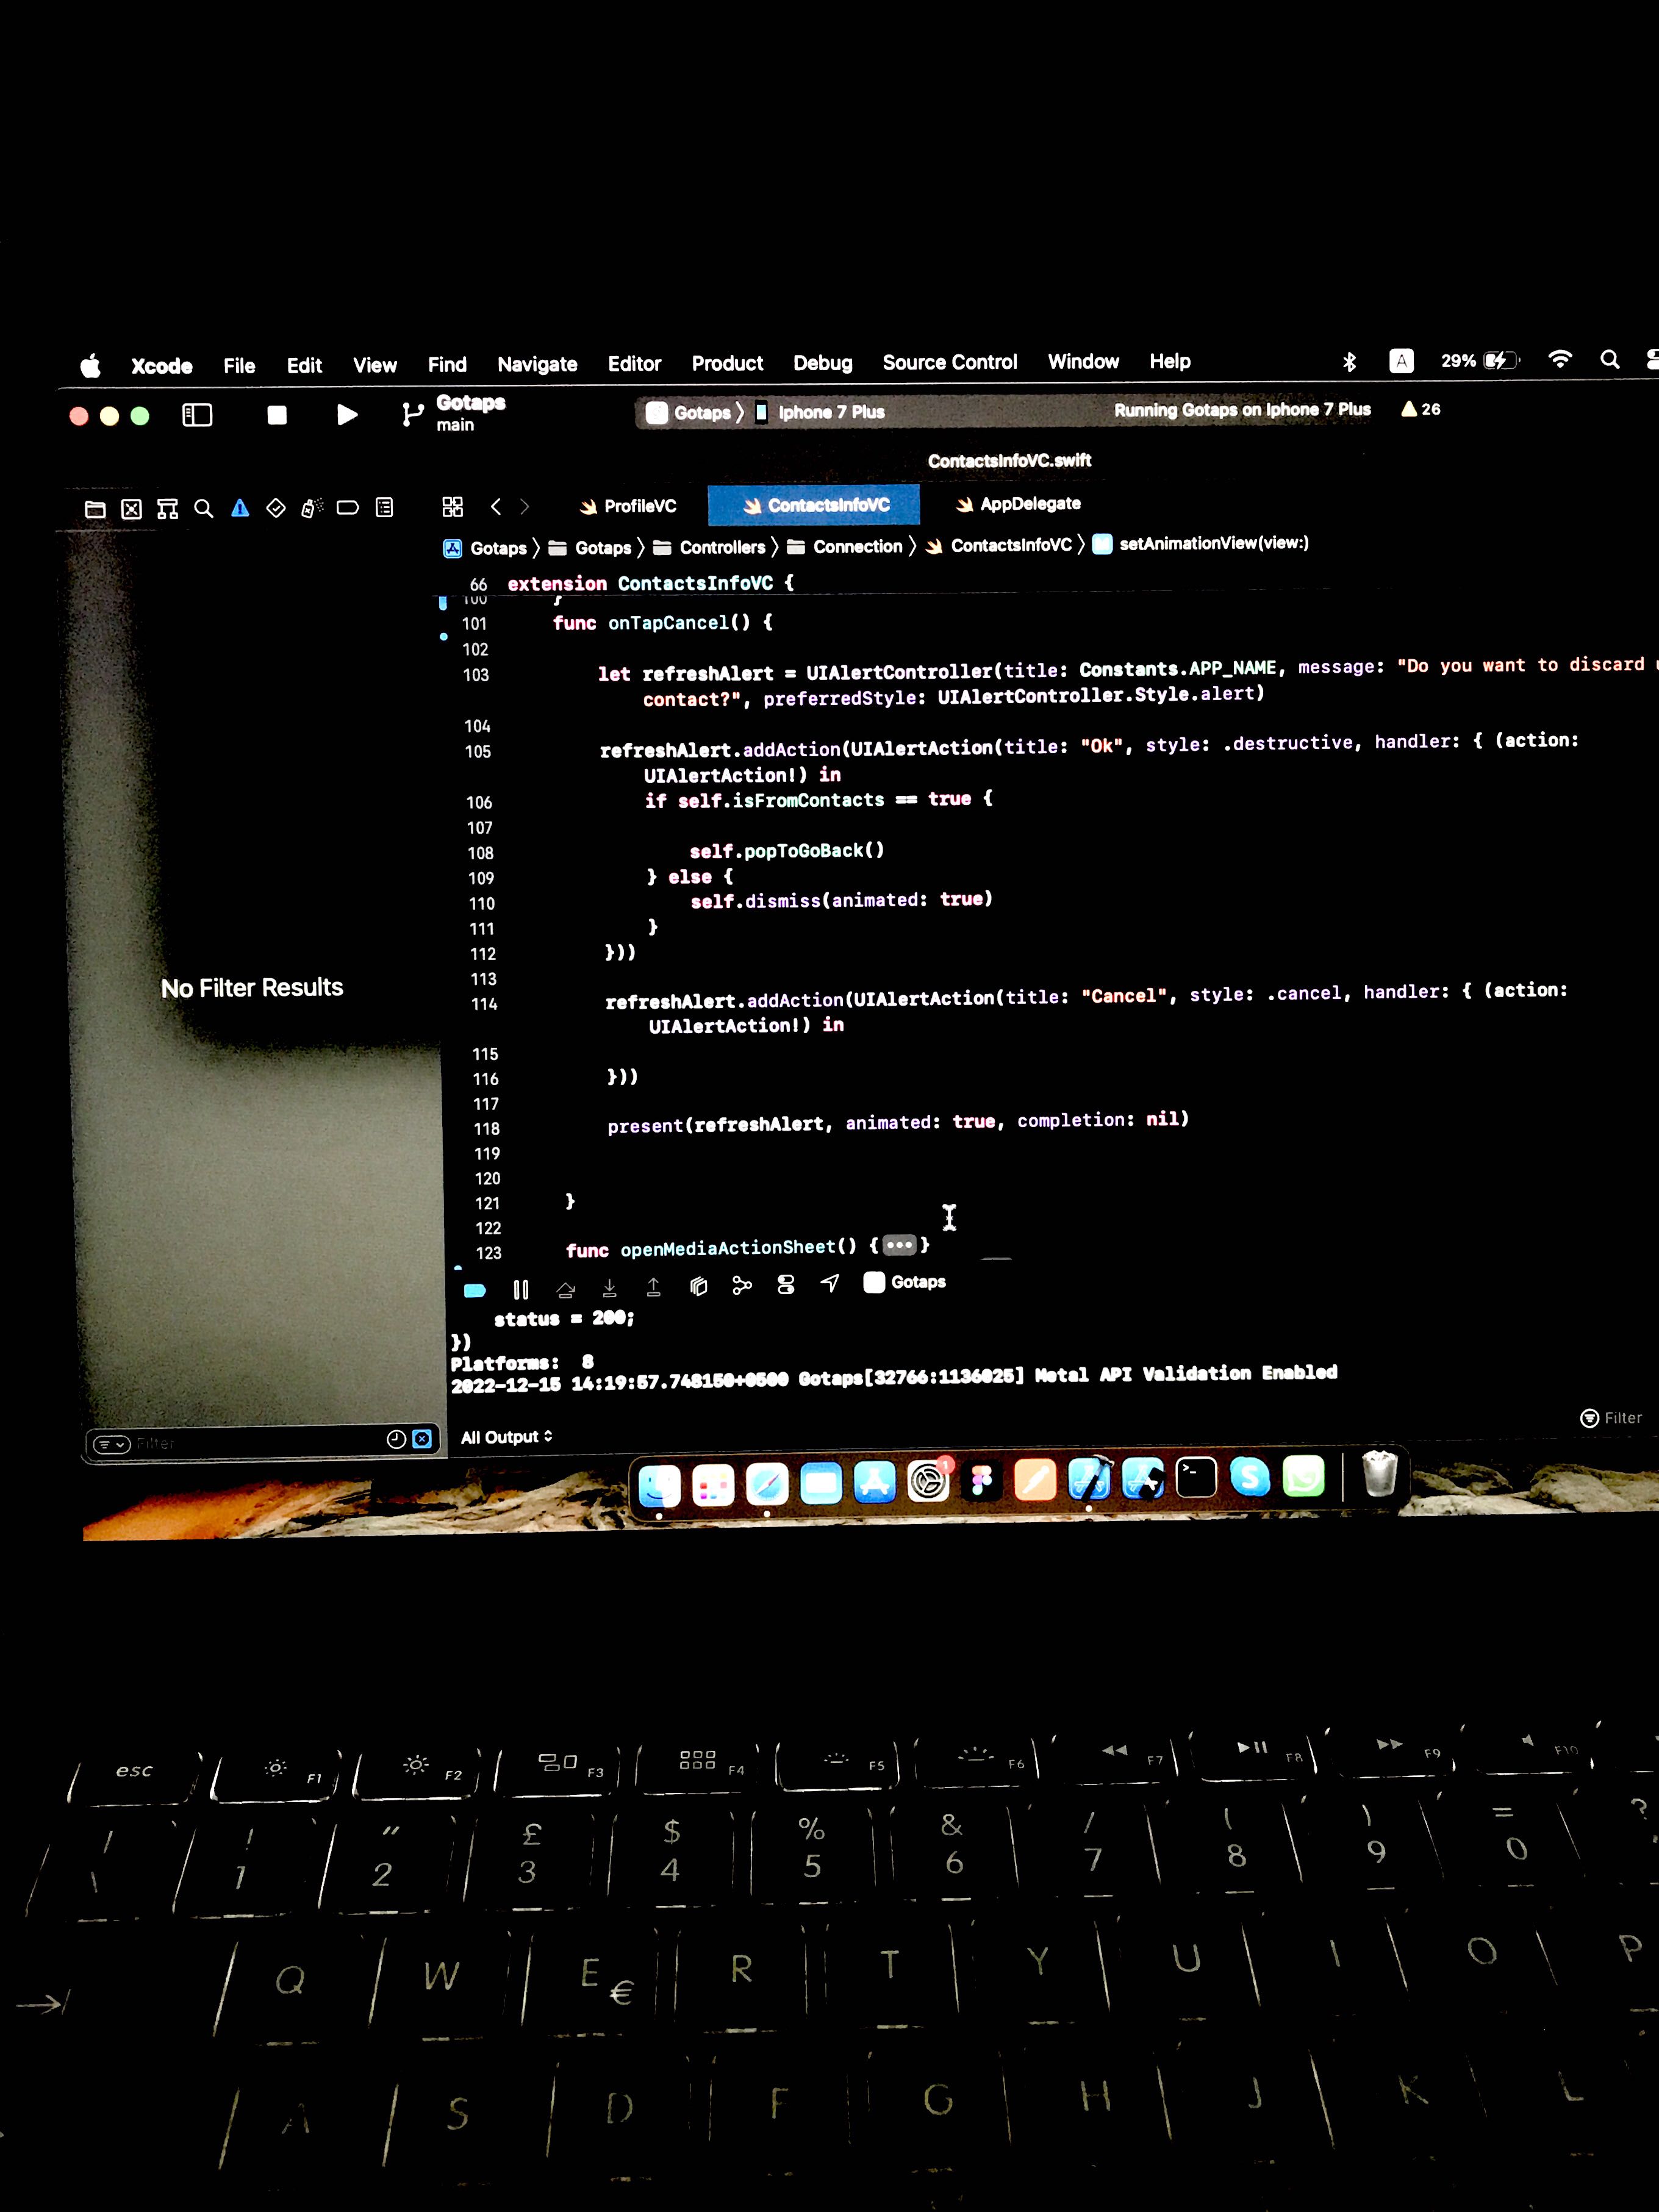 Xcode File Edit View Find Navigate Editor Product Debug Source Control Window Help A 29%
Gotaps
main
Gotaps 〉 Iphone 7 Plus
Running Gotaps on Iphone 7 Plus 26
ContactsInfoVC.swift
ProfileVC ContactsInfoVC AppDelegate
Gotaps 〉 Gotaps 〉 Controllers 〉 Connection 〉 ContactsInfoVC 〉 setAnimationView(view:)
66 extension ContactsInfoVC {
100 }
101 func onTapCancel() {
102
103 let refreshAlert = UIAlertController(title: Constants.APP_NAME, message: "Do you want to discard
contact?", preferredStyle: UIAlertController.Style.alert)
104
105 refreshAlert.addAction(UIAlertAction(title: "Ok", style: .destructive, handler: { (action:
UIAlertAction!) in
106 if self.isFromContacts == true {
107
108 self.popToGoBack()
109 } else {
110 self.dismiss(animated: true)
111 }
112 }))
113
114 refreshAlert.addAction(UIAlertAction(title: "Cancel", style: .cancel, handler: { (action:
UIAlertAction!) in
115
116 }))
117
118 present(refreshAlert, animated: true, completion: nil)
119
120
121 }
122
123 func openMediaActionSheet() {•••}
No Filter Results
Gotaps
status = 200;
})
Platforms: 8
2022-12-15 14:19:57.748150+0500 Gotaps[32766:1136025] Metal API Validation Enabled
Filter
All Output
Filter
1
esc F1 F2 F3 F4 F5 F6 F7 F8 F9 F10
/ ! " £ $ % & / ( ) = ?
\ 1 2 3 4 5 6 7 8 9 0
Q W E € R T Y U I O P
A S D F G H J K L